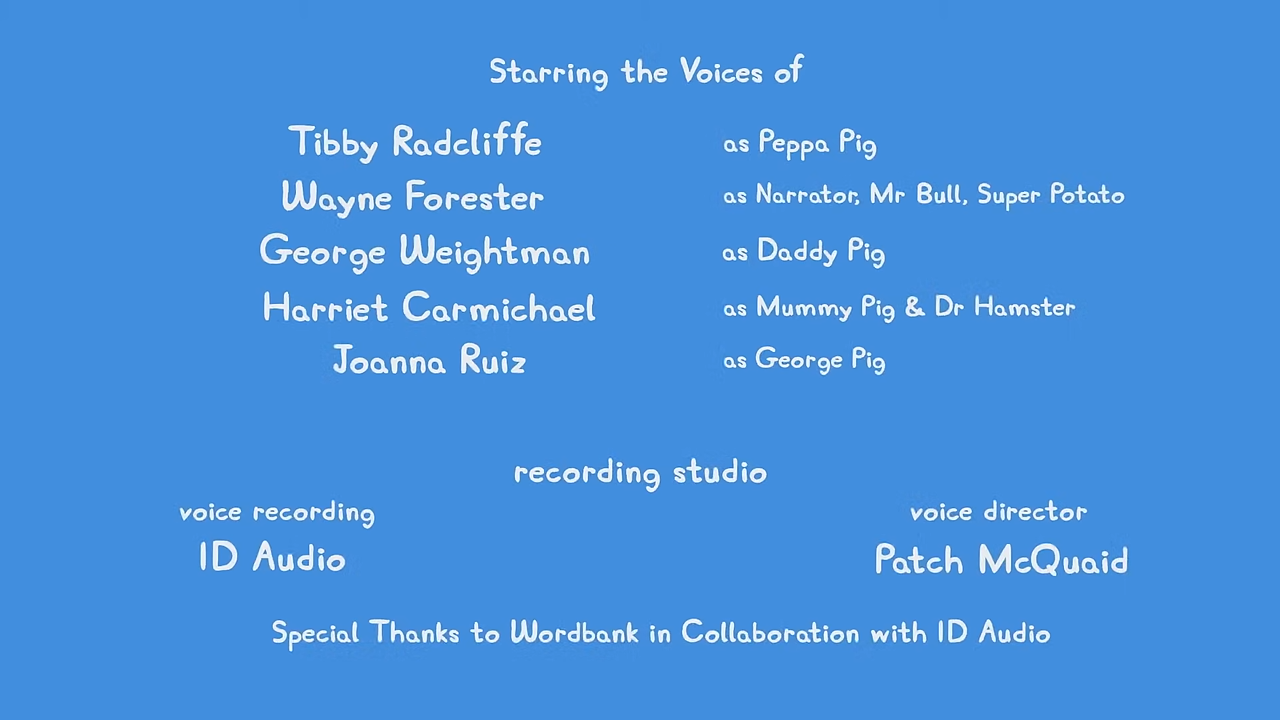 Starring the Voices of
Tibby Radcliffe as Peppa Pig
Wayne Forester as Narrator, Mr Bull, Super Potato
George Weightman as Daddy Pig
Harriet Carmichael as Mummy Pig & Dr Hamster
Joanna Ruiz as George Pig
recording studio
voice recording voice director
ID Audio Patch McQuaid
Special Thanks to Wordbank in Collaboration with ID Audio